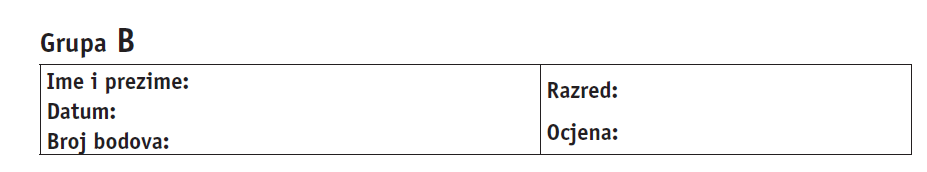 Grupa B
Ime i prezime:
Datum:
Broj bodova:
Razred:
Ocjena: